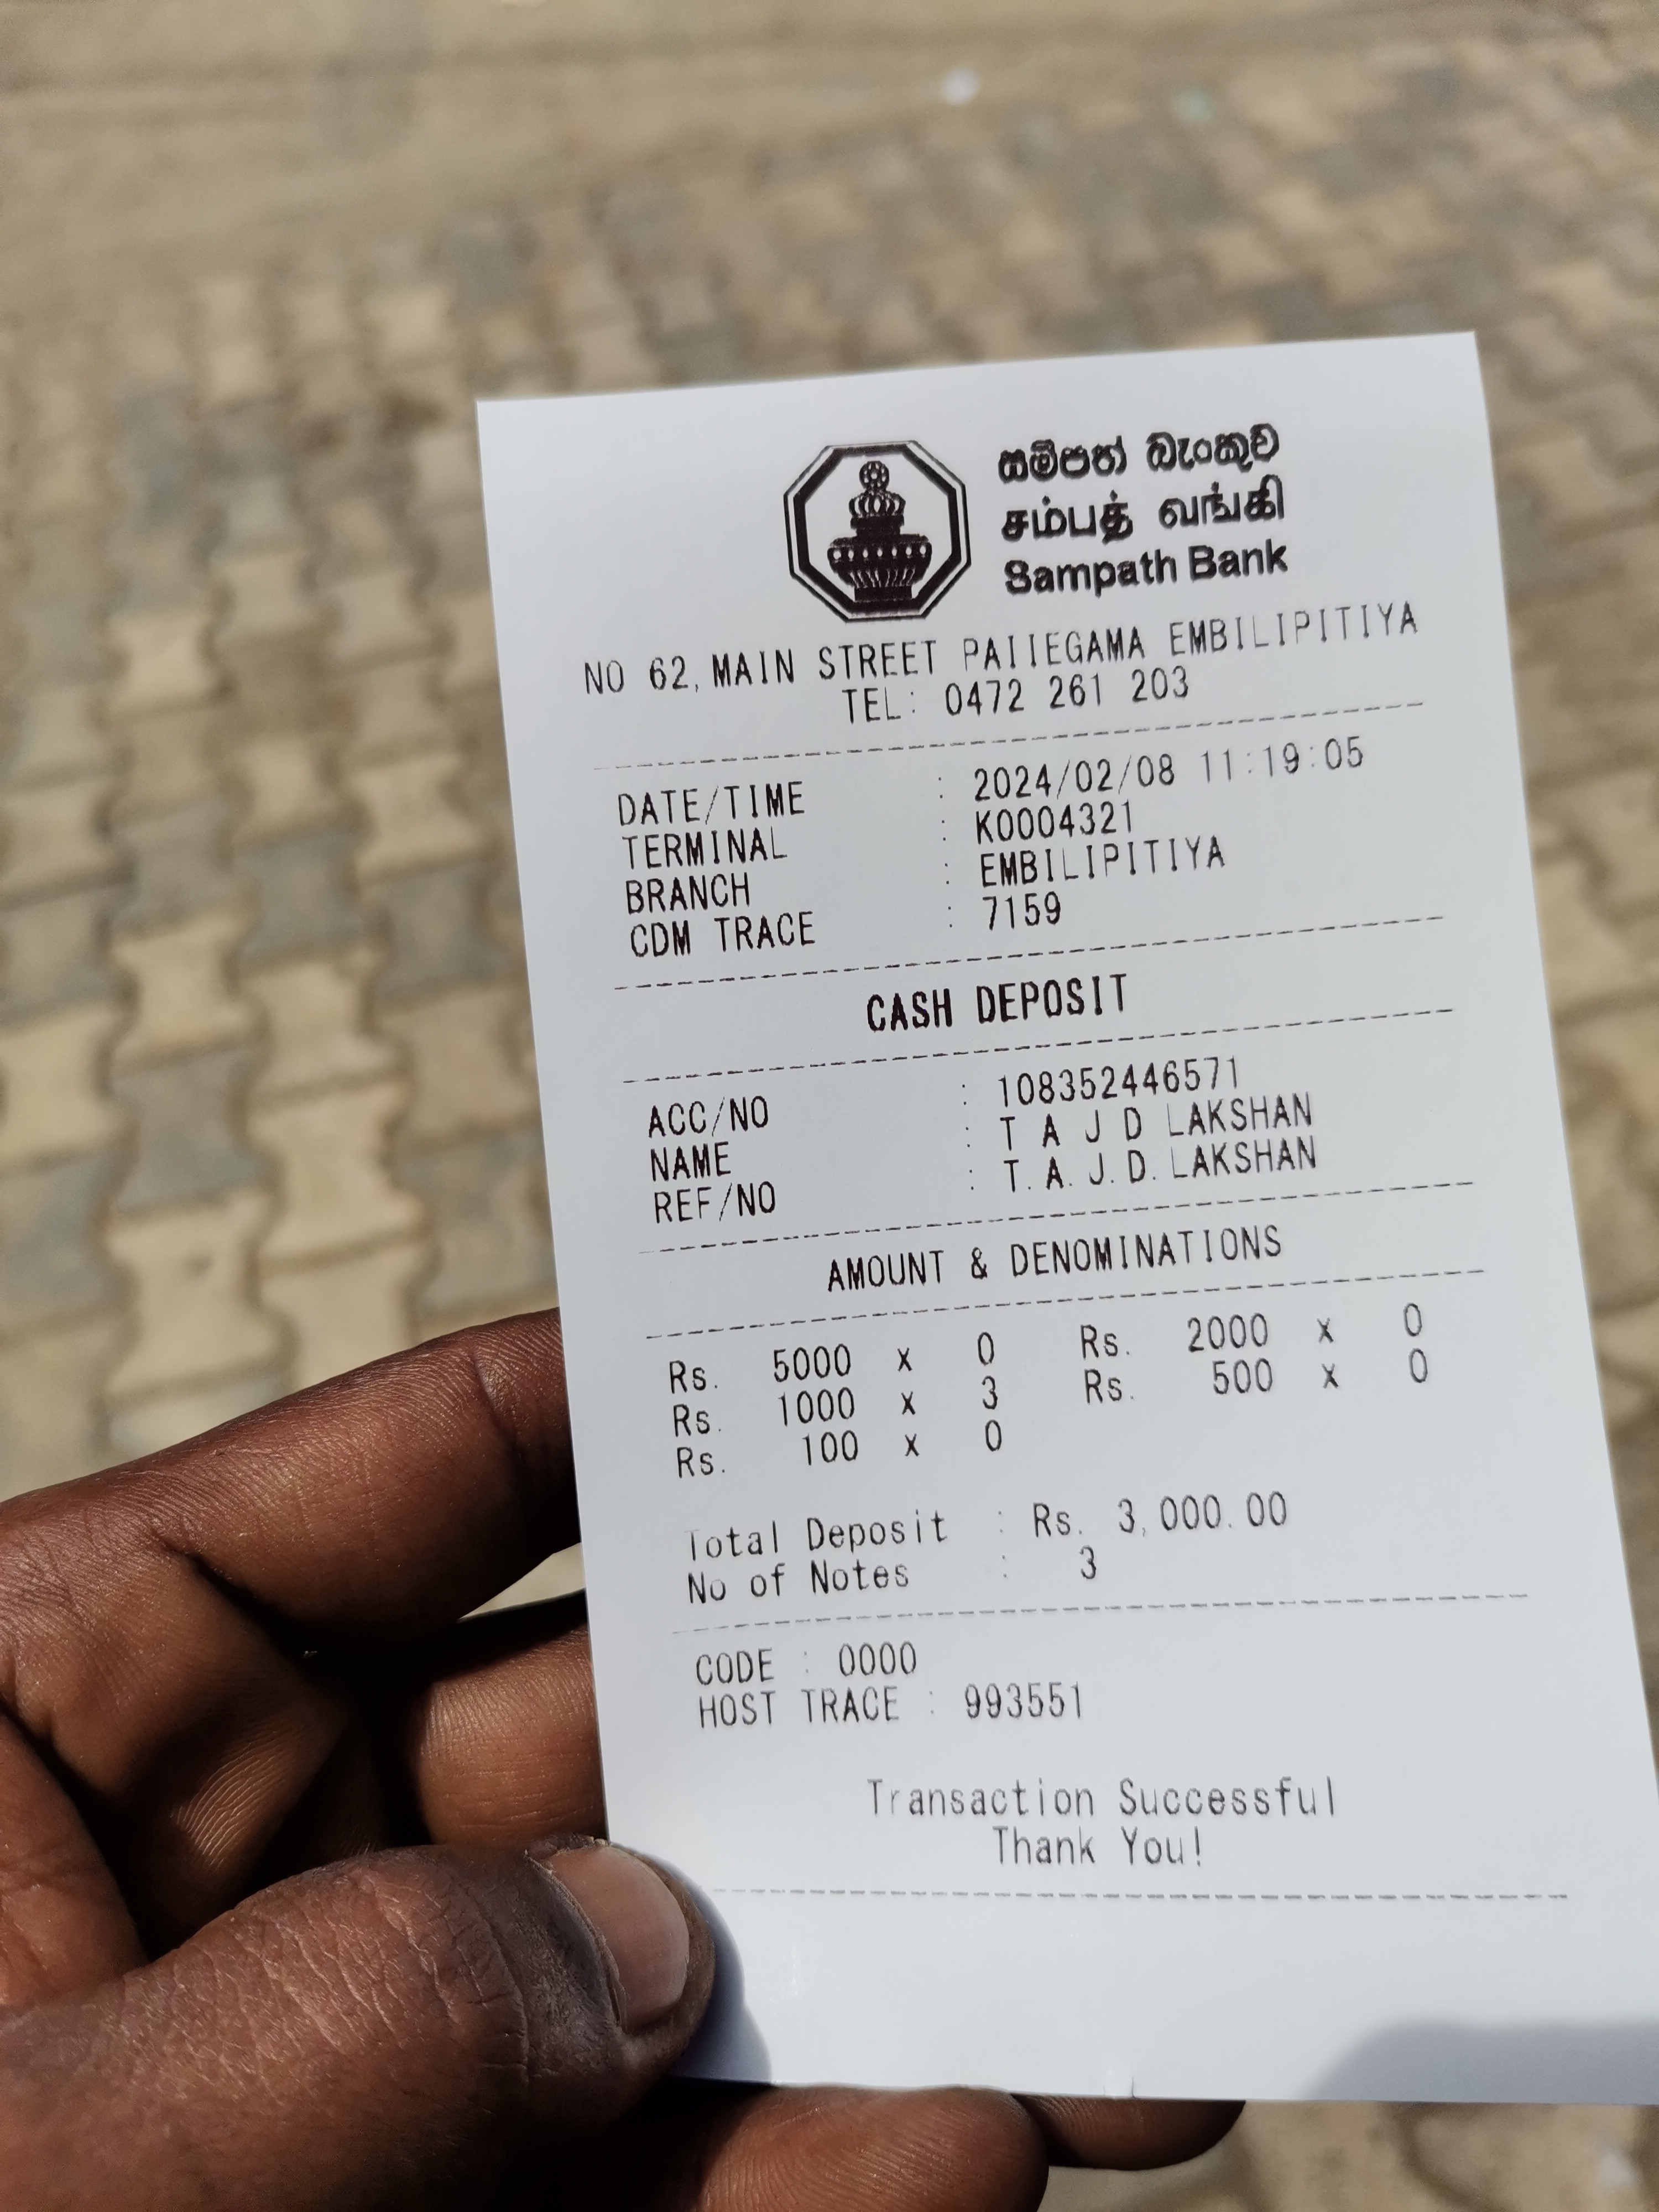 සම්පත් බැංකුව
சம்பத் வங்கி
Sampath Bank
NO 62, MAIN STREET PAIIEGAMA EMBILIPITIYA
TEL: 0472 261 203
DATE/TIME : 2024/02/08 11:19:05
TERMINAL : K0004321
BRANCH : EMBILIPITIYA
CDM TRACE : 7159
CASH DEPOSIT
ACC/NO : 108352446571
NAME : T A J D LAKSHAN
REF/NO : T.A.J.D.LAKSHAN
AMOUNT & DENOMINATIONS
Rs. 5000 x 0 Rs. 2000 x 0
Rs. 1000 x 3 Rs. 500 x 0
Rs. 100 x 0
Total Deposit : Rs. 3,000.00
No of Notes : 3
CODE : 0000
HOST TRACE : 993551
Transaction Successful
Thank You!